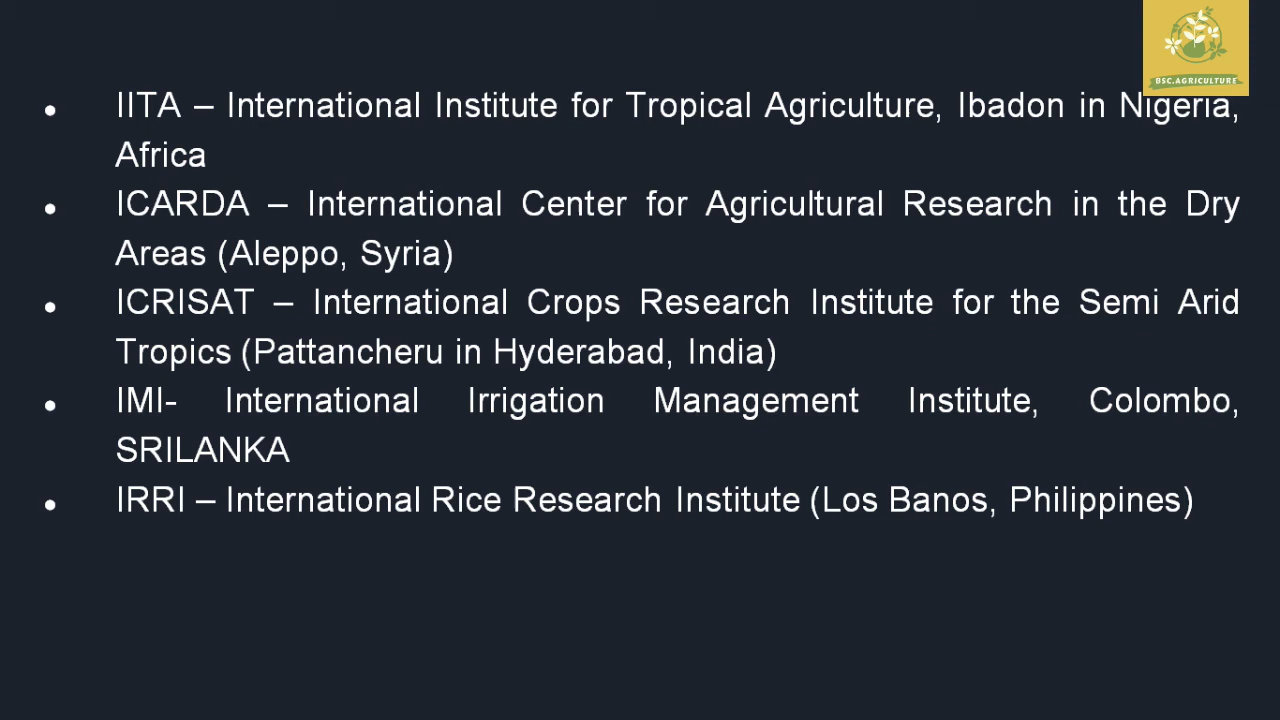 BSC.AGRICULTURE
● IITA – International Institute for Tropical Agriculture, Ibadon in Nigeria,
Africa
● ICARDA – International Center for Agricultural Research in the Dry
Areas (Aleppo, Syria)
● ICRISAT – International Crops Research Institute for the Semi Arid
Tropics (Pattancheru in Hyderabad, India)
● IMI- International Irrigation Management Institute, Colombo,
SRILANKA
● IRRI – International Rice Research Institute (Los Banos, Philippines)